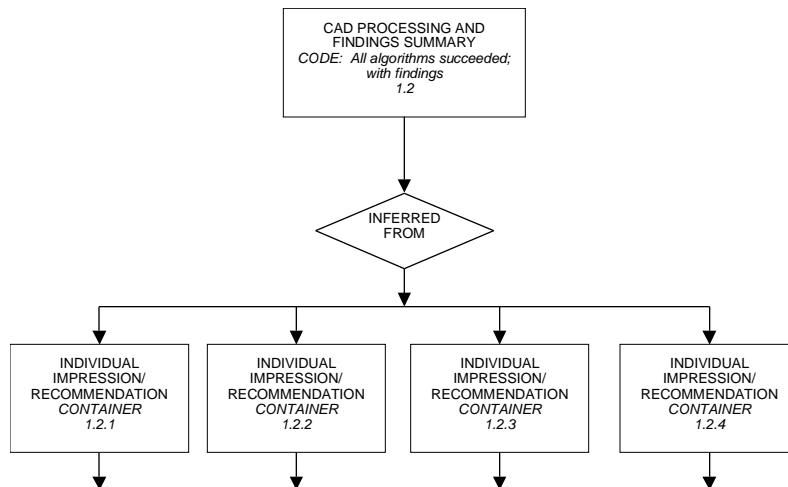 CAD PROCESSING AND
FINDINGS SUMMARY
CODE: All algorithms succeeded;
with findings
1.2
INFERRED
FROM
INDIVIDUAL
IMPRESSION/
RECOMMENDATION
CONTAINER
1.2.1
INDIVIDUAL
IMPRESSION/
RECOMMENDATION
CONTAINER
1.2.2
INDIVIDUAL
IMPRESSION/
RECOMMENDATION
CONTAINER
1.2.3
INDIVIDUAL
IMPRESSION/
RECOMMENDATION
CONTAINER
1.2.4